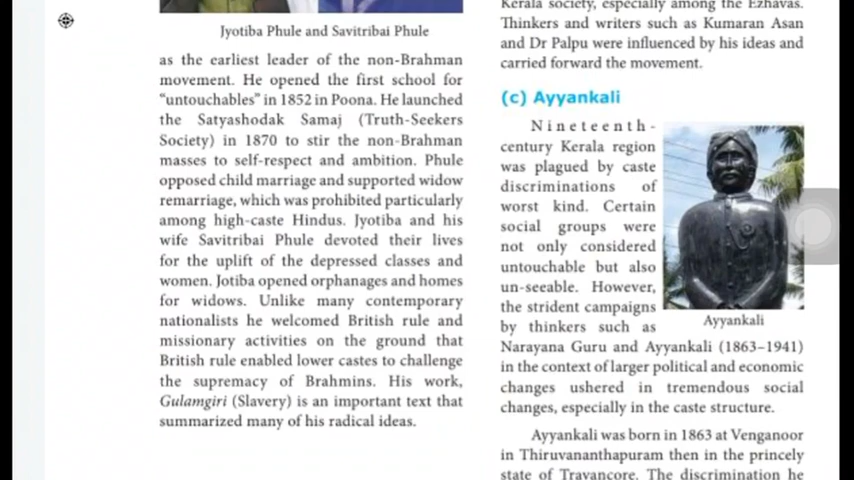 Jyotiba Phule and Savitribai Phule
as the earliest leader of the non-Brahman
movement. He opened the first school for
“untouchables” in 1852 in Poona. He launched
the Satyashodak Samaj (Truth-Seekers
Society) in 1870 to stir the non-Brahman
masses to self-respect and ambition. Phule
opposed child marriage and supported widow
remarriage, which was prohibited particularly
among high-caste Hindus. Jyotiba and his
wife Savitribai Phule devoted their lives
for the uplift of the depressed classes and
women. Jotiba opened orphanages and homes
for widows. Unlike many contemporary
nationalists he welcomed British rule and
missionary activities on the ground that
British rule enabled lower castes to challenge
the supremacy of Brahmins. His work,
Gulamgiri (Slavery) is an important text that
summarized many of his radical ideas.
Kerala society, especially among the Ezhavas.
Thinkers and writers such as Kumaran Asan
and Dr Palpu were influenced by his ideas and
carried forward the movement.
(c) Ayyankali
Nineteenth-
century Kerala region
was plagued by caste
discriminations of
worst kind. Certain
social groups were
not only considered
untouchable but also
un-seeable. However,
the strident campaigns
by thinkers such as
Ayyankali
Narayana Guru and Ayyankali (1863–1941)
in the context of larger political and economic
changes ushered in tremendous social
changes, especially in the caste structure.
Ayyankali was born in 1863 at Venganoor
in Thiruvananthapuram then in the princely
state of Travancore. The discrimination he